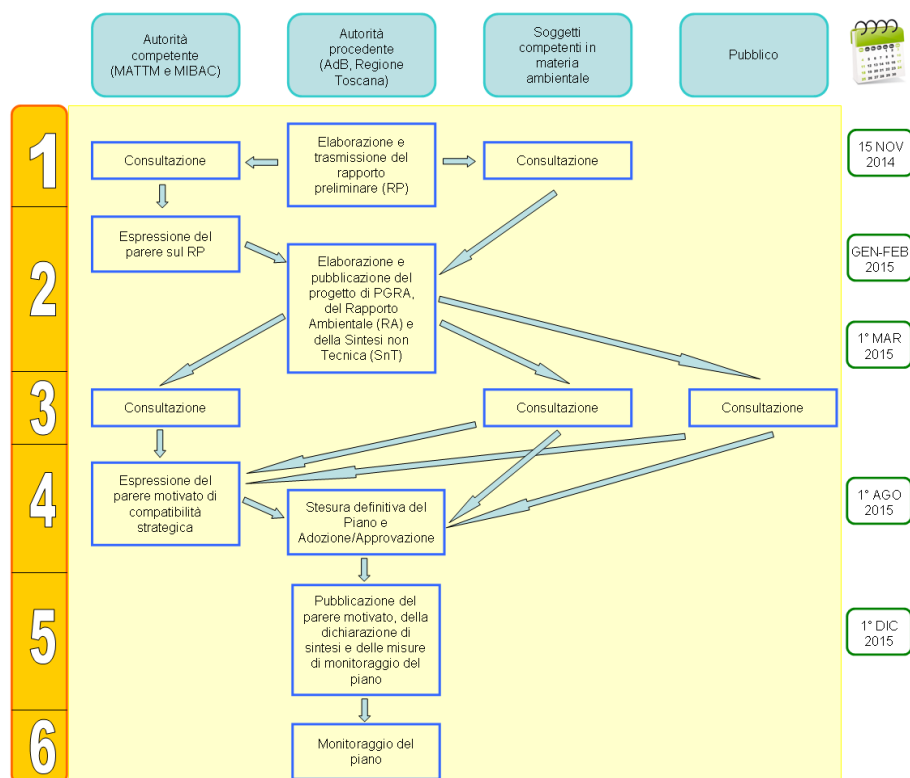 Autorità
competente
(MATTM e MIBAC)
Autorità
procedente
(AdB, Regione
Toscana)
Soggetti
competenti in
materia
ambientale
Pubblico
1
Consultazione
Elaborazione e
trasmissione del
rapporto
preliminare (RP)
Consultazione
15 NOV
2014
2
Espressione del
parere sul RP
Elaborazione e
pubblicazione del
progetto di PGRA,
del Rapporto
Ambientale (RA) e
della Sintesi non
Tecnica (SnT)
GEN-FEB
2015
1° MAR
2015
3
Consultazione
Consultazione
Consultazione
4
Espressione del
parere motivato di
compatibilità
strategica
Stesura definitiva del
Piano e
Adozione/Approvazione
1° AGO
2015
5
Pubblicazione del
parere motivato, della
dichiarazione di
sintesi e delle misure
di monitoraggio del
piano
1° DIC
2015
6
Monitoraggio del
piano